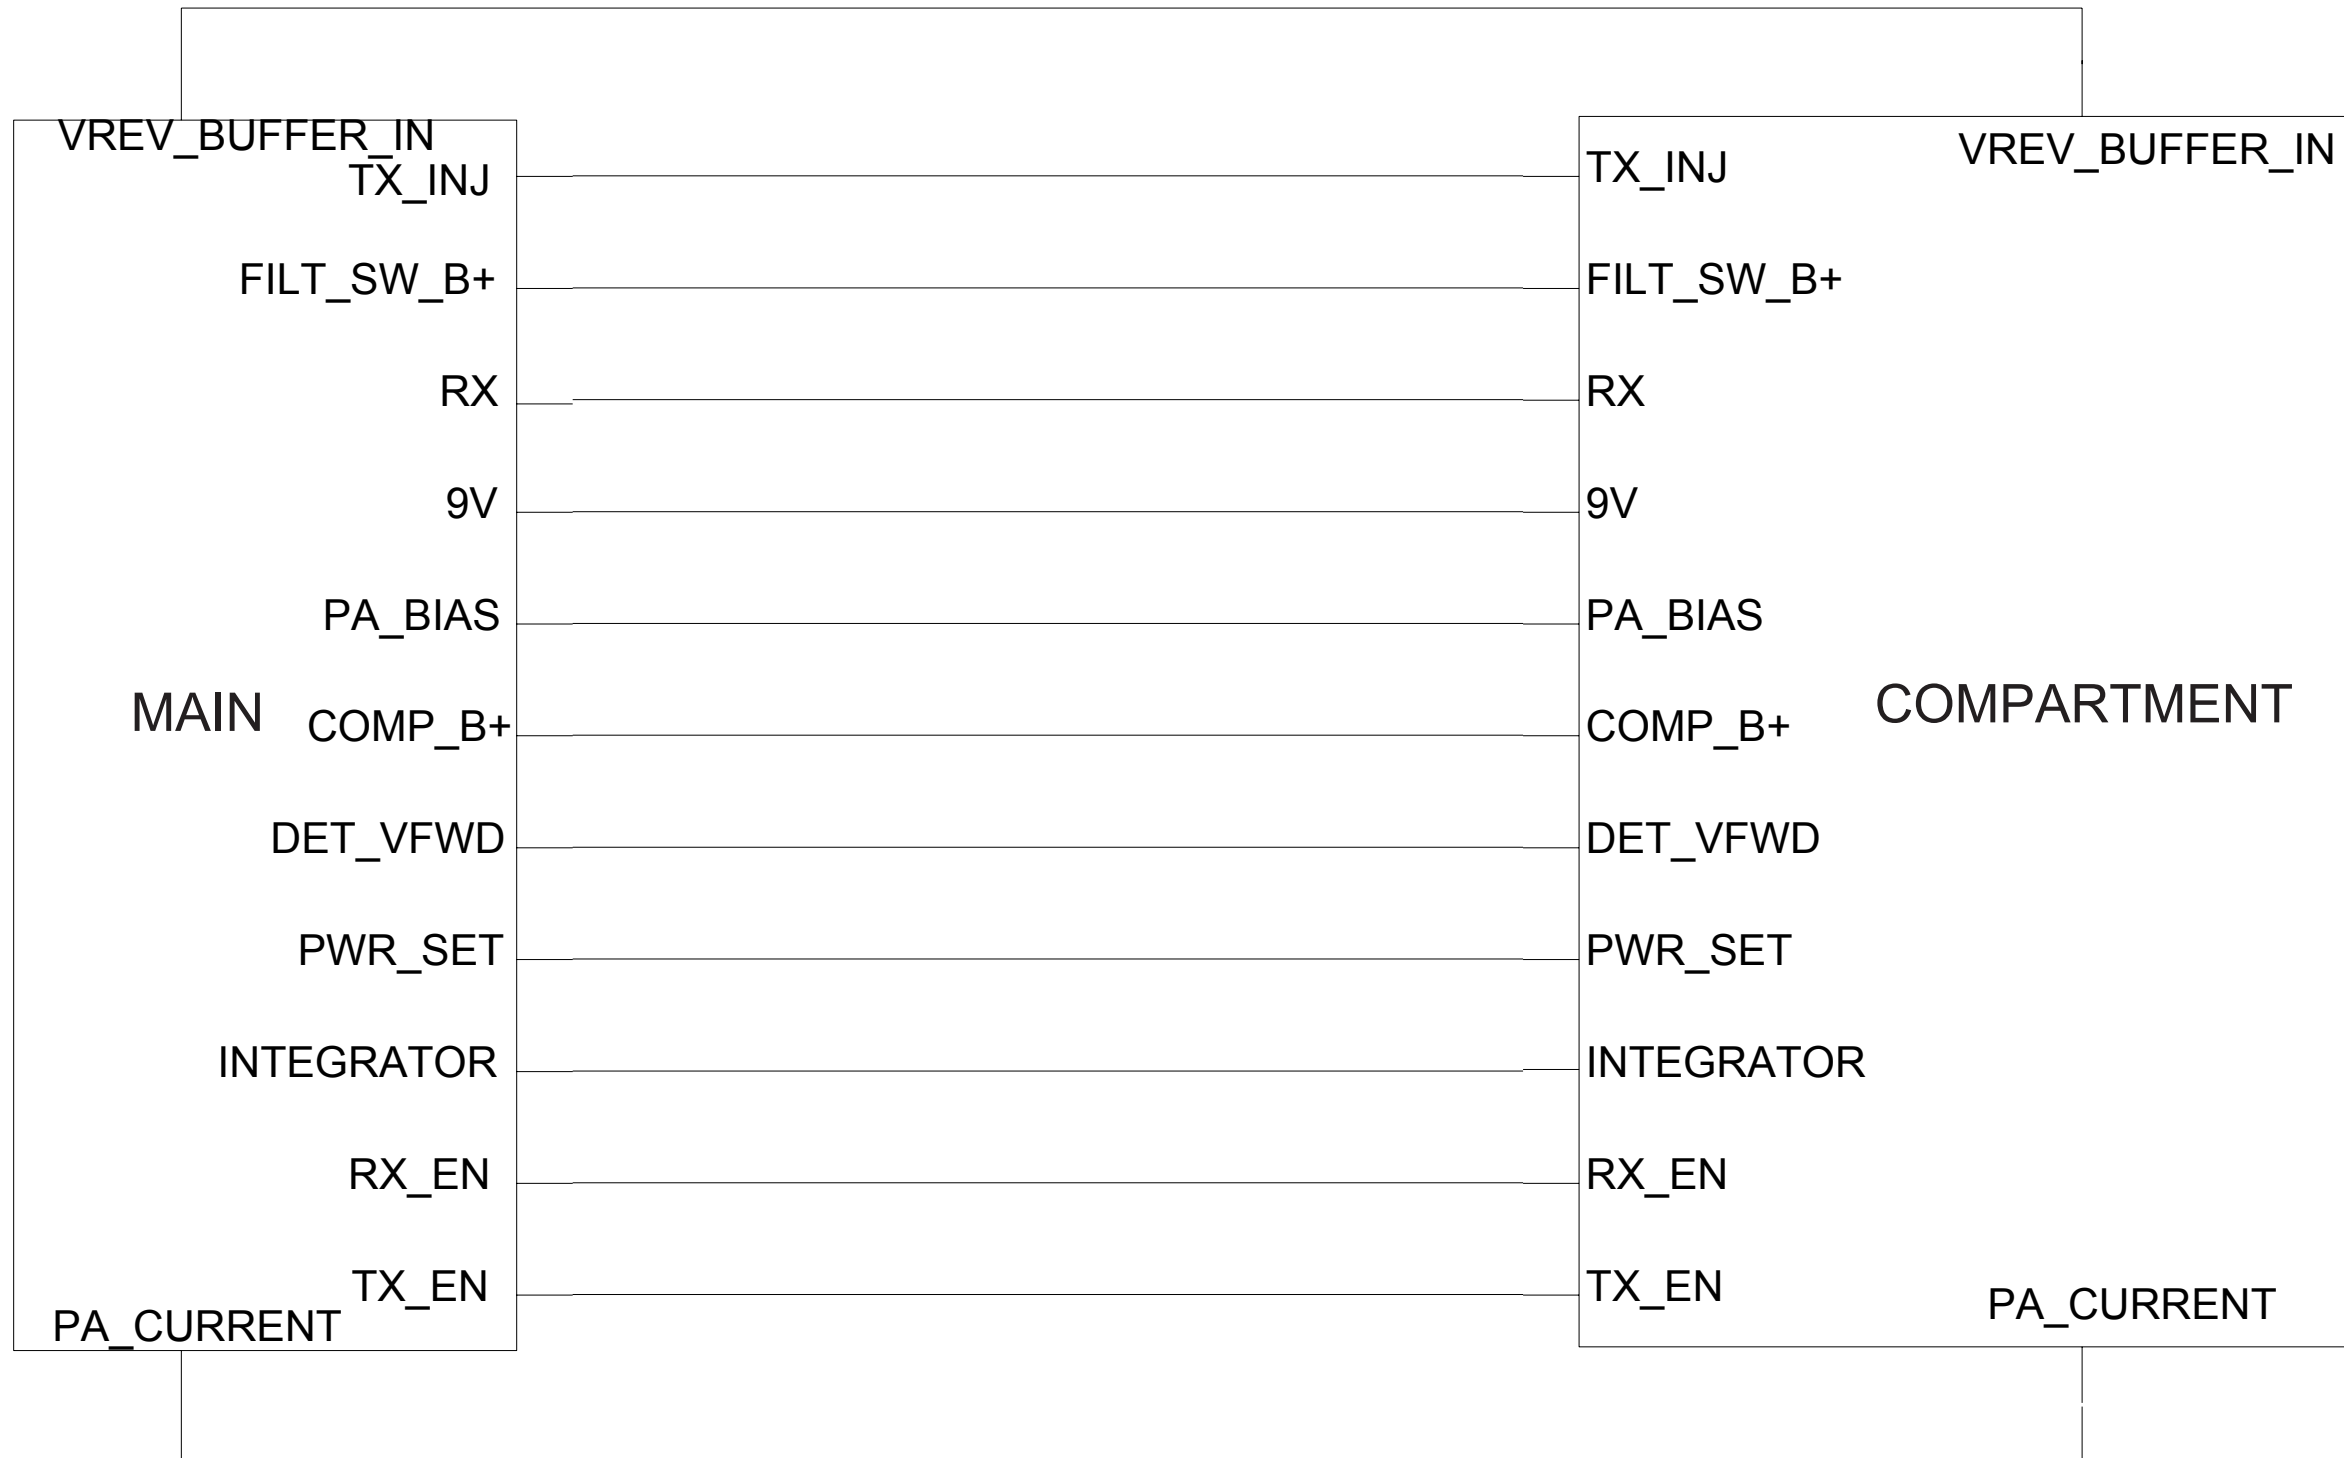 VREV_BUFFER_IN
TX_INJ
FILT_SW_B+
RX
9V
PA_BIAS
MAIN
COMP_B+
DET_VFWD
PWR_SET
INTEGRATOR
RX_EN
TX_EN
PA_CURRENT
VREV_BUFFER_IN
TX_INJ
FILT_SW_B+
RX
9V
PA_BIAS
COMPARTMENT
COMP_B+
DET_VFWD
PWR_SET
INTEGRATOR
RX_EN
TX_EN
PA_CURRENT